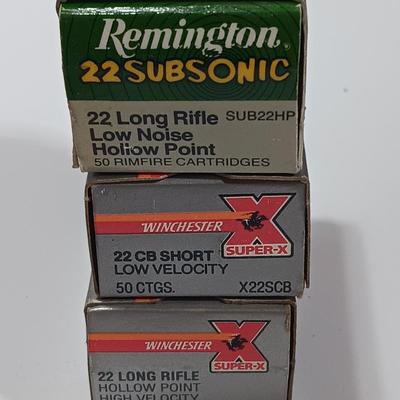 Remington®
22 SUBSONIC
22 Long Rifle SUB22HP
Low Noise
Hollow Point
50 RIMFIRE CARTRIDGES
WINCHESTER X
SUPER-X
22 CB SHORT
LOW VELOCITY
50 CTGS. X22SCB
WINCHESTER X
SUPER-X
22 LONG RIFLE
HOLLOW POINT
HIGH VELOCITY